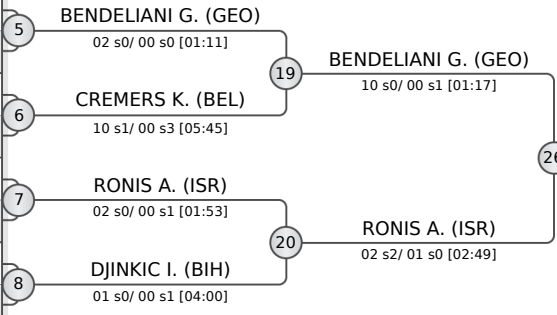 BENDELIANI G. (GEO)
5
02 s0/ 00 s0 [01:11]
BENDELIANI G. (GEO)
19
10 s0/ 00 s1 [01:17]
CREMERS K. (BEL)
6
10 s1/ 00 s3 [05:45]
26
RONIS A. (ISR)
7
02 s0/ 00 s1 [01:53]
RONIS A. (ISR)
20
02 s2/ 01 s0 [02:49]
DJINKIC I. (BIH)
8
01 s0/ 00 s1 [04:00]